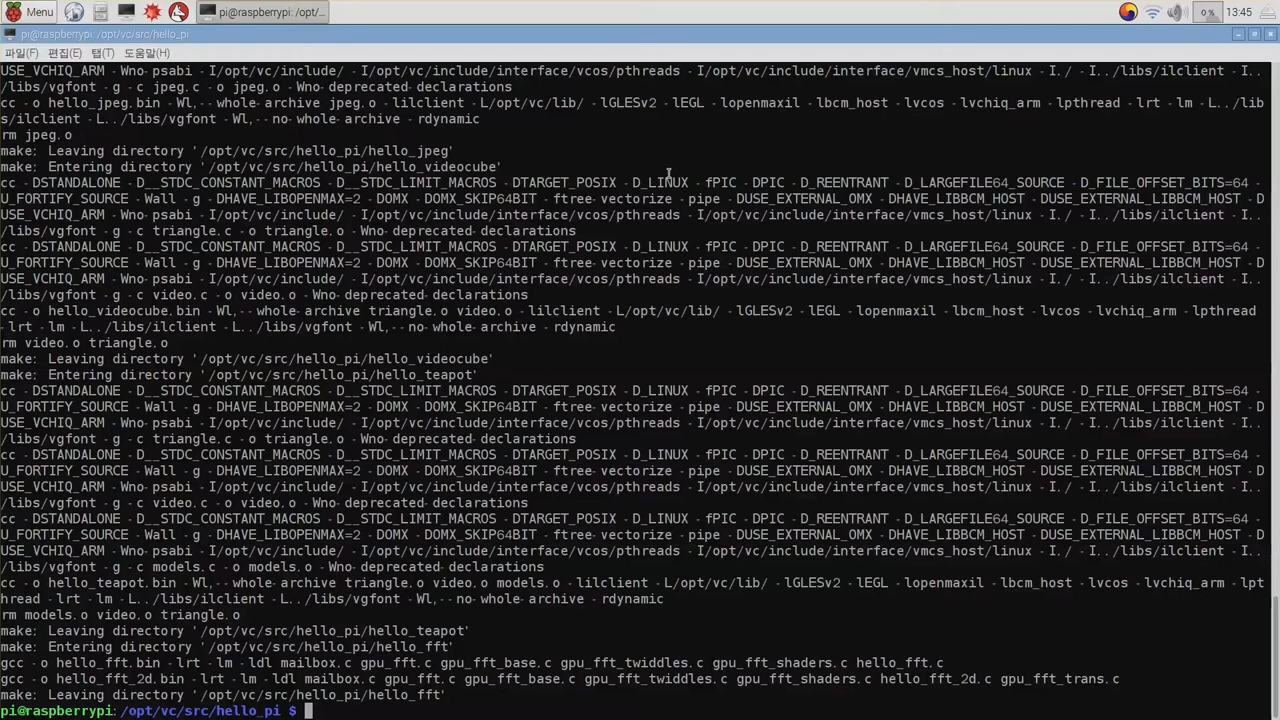 Menu pi@raspberrypi: /opt/... 0 % 13:45
pi@raspberrypi: /opt/vc/src/hello_pi
파일(F) 편집(E) 탭(T) 도움말(H)
USE_VCHIQ_ARM -Wno-psabi -I/opt/vc/include/ -I/opt/vc/include/interface/vcos/pthreads -I/opt/vc/include/interface/vmcs_host/linux -I./ -I../libs/ilclient -I..
/libs/vgfont -g -c jpeg.c -o jpeg.o -Wno-deprecated-declarations
cc -o hello_jpeg.bin -Wl,--whole-archive jpeg.o -lilclient -L/opt/vc/lib/ -lGLESv2 -lEGL -lopenmaxil -lbcm_host -lvcos -lvchiq_arm -lpthread -lrt -lm -L../lib
s/ilclient -L../libs/vgfont -Wl,--no-whole-archive -rdynamic
rm jpeg.o
make: Leaving directory '/opt/vc/src/hello_pi/hello_jpeg'
make: Entering directory '/opt/vc/src/hello_pi/hello_videocube'
cc -DSTANDALONE -D__STDC_CONSTANT_MACROS -D__STDC_LIMIT_MACROS -DTARGET_POSIX -D_LINUX -fPIC -DPIC -D_REENTRANT -D_LARGEFILE64_SOURCE -D_FILE_OFFSET_BITS=64 -
U_FORTIFY_SOURCE -Wall -g -DHAVE_LIBOPENMAX=2 -DOMX -DOMX_SKIP64BIT -ftree-vectorize -pipe -DUSE_EXTERNAL_OMX -DHAVE_LIBBCM_HOST -DUSE_EXTERNAL_LIBBCM_HOST -D
USE_VCHIQ_ARM -Wno-psabi -I/opt/vc/include/ -I/opt/vc/include/interface/vcos/pthreads -I/opt/vc/include/interface/vmcs_host/linux -I./ -I../libs/ilclient -I..
/libs/vgfont -g -c triangle.c -o triangle.o -Wno-deprecated-declarations
cc -DSTANDALONE -D__STDC_CONSTANT_MACROS -D__STDC_LIMIT_MACROS -DTARGET_POSIX -D_LINUX -fPIC -DPIC -D_REENTRANT -D_LARGEFILE64_SOURCE -D_FILE_OFFSET_BITS=64 -
U_FORTIFY_SOURCE -Wall -g -DHAVE_LIBOPENMAX=2 -DOMX -DOMX_SKIP64BIT -ftree-vectorize -pipe -DUSE_EXTERNAL_OMX -DHAVE_LIBBCM_HOST -DUSE_EXTERNAL_LIBBCM_HOST -D
USE_VCHIQ_ARM -Wno-psabi -I/opt/vc/include/ -I/opt/vc/include/interface/vcos/pthreads -I/opt/vc/include/interface/vmcs_host/linux -I./ -I../libs/ilclient -I..
/libs/vgfont -g -c video.c -o video.o -Wno-deprecated-declarations
cc -o hello_videocube.bin -Wl,--whole-archive triangle.o video.o -lilclient -L/opt/vc/lib/ -lGLESv2 -lEGL -lopenmaxil -lbcm_host -lvcos -lvchiq_arm -lpthread
-lrt -lm -L../libs/ilclient -L../libs/vgfont -Wl,--no-whole-archive -rdynamic
rm video.o triangle.o
make: Leaving directory '/opt/vc/src/hello_pi/hello_videocube'
make: Entering directory '/opt/vc/src/hello_pi/hello_teapot'
cc -DSTANDALONE -D__STDC_CONSTANT_MACROS -D__STDC_LIMIT_MACROS -DTARGET_POSIX -D_LINUX -fPIC -DPIC -D_REENTRANT -D_LARGEFILE64_SOURCE -D_FILE_OFFSET_BITS=64 -
U_FORTIFY_SOURCE -Wall -g -DHAVE_LIBOPENMAX=2 -DOMX -DOMX_SKIP64BIT -ftree-vectorize -pipe -DUSE_EXTERNAL_OMX -DHAVE_LIBBCM_HOST -DUSE_EXTERNAL_LIBBCM_HOST -D
USE_VCHIQ_ARM -Wno-psabi -I/opt/vc/include/ -I/opt/vc/include/interface/vcos/pthreads -I/opt/vc/include/interface/vmcs_host/linux -I./ -I../libs/ilclient -I..
/libs/vgfont -g -c triangle.c -o triangle.o -Wno-deprecated-declarations
cc -DSTANDALONE -D__STDC_CONSTANT_MACROS -D__STDC_LIMIT_MACROS -DTARGET_POSIX -D_LINUX -fPIC -DPIC -D_REENTRANT -D_LARGEFILE64_SOURCE -D_FILE_OFFSET_BITS=64 -
U_FORTIFY_SOURCE -Wall -g -DHAVE_LIBOPENMAX=2 -DOMX -DOMX_SKIP64BIT -ftree-vectorize -pipe -DUSE_EXTERNAL_OMX -DHAVE_LIBBCM_HOST -DUSE_EXTERNAL_LIBBCM_HOST -D
USE_VCHIQ_ARM -Wno-psabi -I/opt/vc/include/ -I/opt/vc/include/interface/vcos/pthreads -I/opt/vc/include/interface/vmcs_host/linux -I./ -I../libs/ilclient -I..
/libs/vgfont -g -c video.c -o video.o -Wno-deprecated-declarations
cc -DSTANDALONE -D__STDC_CONSTANT_MACROS -D__STDC_LIMIT_MACROS -DTARGET_POSIX -D_LINUX -fPIC -DPIC -D_REENTRANT -D_LARGEFILE64_SOURCE -D_FILE_OFFSET_BITS=64 -
U_FORTIFY_SOURCE -Wall -g -DHAVE_LIBOPENMAX=2 -DOMX -DOMX_SKIP64BIT -ftree-vectorize -pipe -DUSE_EXTERNAL_OMX -DHAVE_LIBBCM_HOST -DUSE_EXTERNAL_LIBBCM_HOST -D
USE_VCHIQ_ARM -Wno-psabi -I/opt/vc/include/ -I/opt/vc/include/interface/vcos/pthreads -I/opt/vc/include/interface/vmcs_host/linux -I./ -I../libs/ilclient -I..
/libs/vgfont -g -c models.c -o models.o -Wno-deprecated-declarations
cc -o hello_teapot.bin -Wl,--whole-archive triangle.o video.o models.o -lilclient -L/opt/vc/lib/ -lGLESv2 -lEGL -lopenmaxil -lbcm_host -lvcos -lvchiq_arm -lpt
hread -lrt -lm -L../libs/ilclient -L../libs/vgfont -Wl,--no-whole-archive -rdynamic
rm models.o video.o triangle.o
make: Leaving directory '/opt/vc/src/hello_pi/hello_teapot'
make: Entering directory '/opt/vc/src/hello_pi/hello_fft'
gcc -o hello_fft.bin -lrt -lm -ldl mailbox.c gpu_fft.c gpu_fft_base.c gpu_fft_twiddles.c gpu_fft_shaders.c hello_fft.c
gcc -o hello_fft_2d.bin -lrt -lm -ldl mailbox.c gpu_fft.c gpu_fft_base.c gpu_fft_twiddles.c gpu_fft_shaders.c hello_fft_2d.c gpu_fft_trans.c
make: Leaving directory '/opt/vc/src/hello_pi/hello_fft'
pi@raspberrypi:/opt/vc/src/hello_pi $